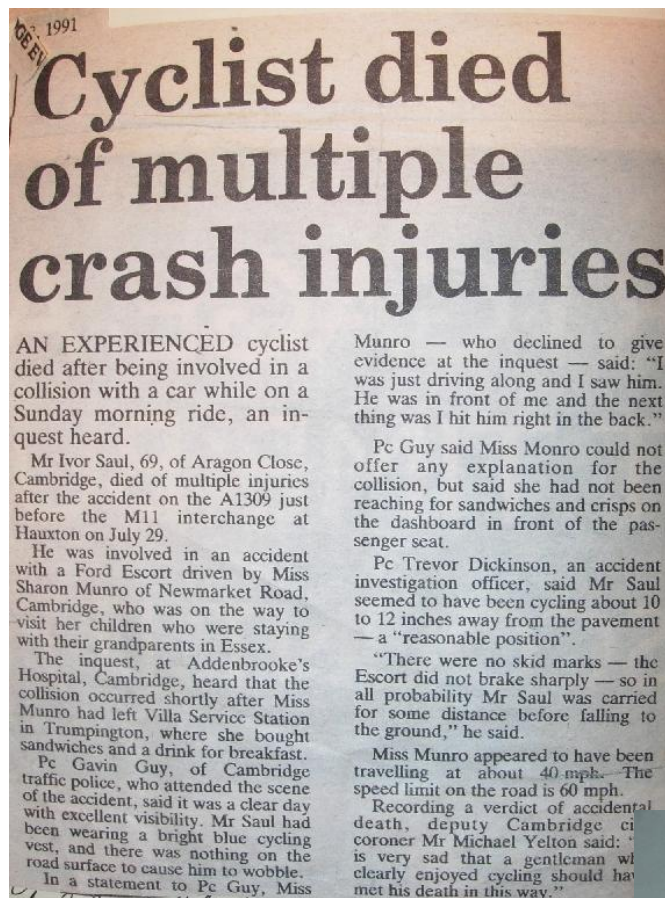 1991
GE EV
Cyclist died
of multiple
crash injuries
AN EXPERIENCED cyclist
died after being involved in a
collision with a car while on a
Sunday morning ride, an in-
quest heard.
Mr Ivor Saul, 69, of Aragon Close,
Cambridge, died of multiple injuries
after the accident on the A1309 just
before the M11 interchange at
Hauxton on July 29.
He was involved in an accident
with a Ford Escort driven by Miss
Sharon Munro of Newmarket Road,
Cambridge, who was on the way to
visit her children who were staying
with their grandparents in Essex.
The inquest, at Addenbrooke's
Hospital, Cambridge, heard that the
collision occurred shortly after Miss
Munro had left Villa Service Station
in Trumpington, where she bought
sandwiches and a drink for breakfast.
Pc Gavin Guy, of Cambridge
traffic police, who attended the scene
of the accident, said it was a clear day
with excellent visibility. Mr Saul had
been wearing a bright blue cycling
vest, and there was nothing on the
road surface to cause him to wobble.
In a statement to Pc Guy, Miss
Munro — who declined to give
evidence at the inquest — said: “I
was just driving along and I saw him.
He was in front of me and the next
thing was I hit him right in the back.”
Pc Guy said Miss Monro could not
offer any explanation for the
collision, but said she had not been
reaching for sandwiches and crisps on
the dashboard in front of the pas-
senger seat.
Pc Trevor Dickinson, an accident
investigation officer, said Mr Saul
seemed to have been cycling about 10
to 12 inches away from the pavement
— a “reasonable position”.
“There were no skid marks — the
Escort did not brake sharply — so in
all probability Mr Saul was carried
for some distance before falling to
the ground,” he said.
Miss Munro appeared to have been
travelling at about 40 mph. The
speed limit on the road is 60 mph.
Recording a verdict of accidental
death, deputy Cambridge ci
coroner Mr Michael Yelton said: “
is very sad that a gentleman wh
clearly enjoyed cycling should hav
met his death in this way.”